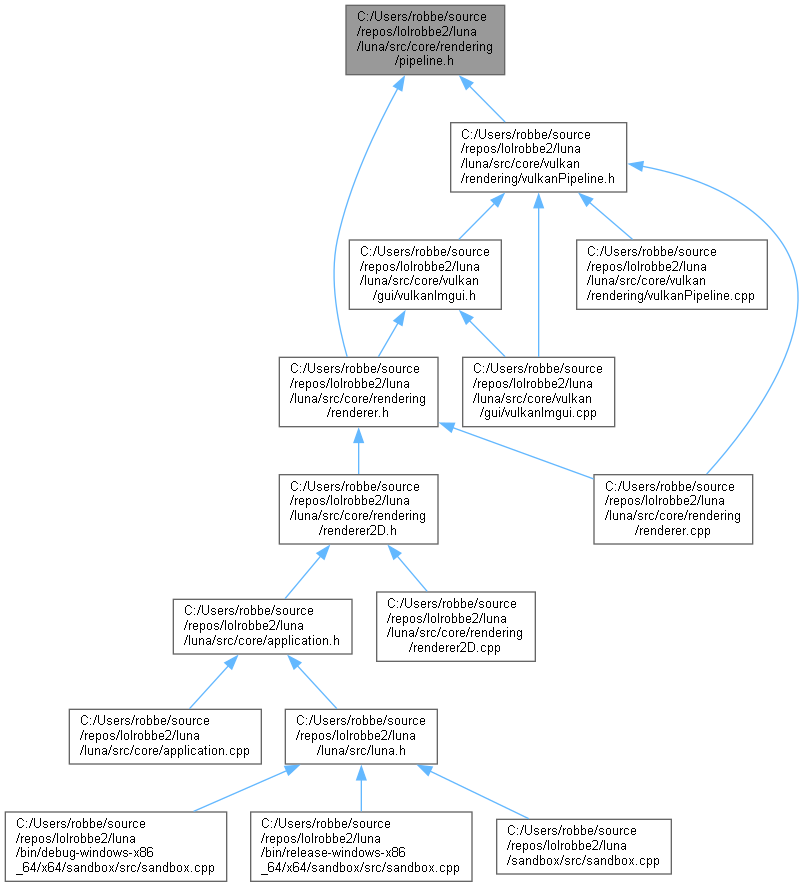 C:/Users/robbe/source
/repos/lolrobbe2/luna
/luna/src/core/rendering
/pipeline.h
C:/Users/robbe/source
/repos/lolrobbe2/luna
/luna/src/core/vulkan
/rendering/vulkanPipeline.h
C:/Users/robbe/source
/repos/lolrobbe2/luna
/luna/src/core/vulkan
/gui/vulkanImgui.h
C:/Users/robbe/source
/repos/lolrobbe2/luna
/luna/src/core/vulkan
/rendering/vulkanPipeline.cpp
C:/Users/robbe/source
/repos/lolrobbe2/luna
/luna/src/core/rendering
/renderer.h
C:/Users/robbe/source
/repos/lolrobbe2/luna
/luna/src/core/vulkan
/gui/vulkanImgui.cpp
C:/Users/robbe/source
/repos/lolrobbe2/luna
/luna/src/core/rendering
/renderer2D.h
C:/Users/robbe/source
/repos/lolrobbe2/luna
/luna/src/core/rendering
/renderer.cpp
C:/Users/robbe/source
/repos/lolrobbe2/luna
/luna/src/core/application.h
C:/Users/robbe/source
/repos/lolrobbe2/luna
/luna/src/core/rendering
/renderer2D.cpp
C:/Users/robbe/source
/repos/lolrobbe2/luna
/luna/src/core/application.cpp
C:/Users/robbe/source
/repos/lolrobbe2/luna
/luna/src/luna.h
C:/Users/robbe/source
/repos/lolrobbe2/luna
/bin/debug-windows-x86
_64/x64/sandbox/src/sandbox.cpp
C:/Users/robbe/source
/repos/lolrobbe2/luna
/bin/release-windows-x86
_64/x64/sandbox/src/sandbox.cpp
C:/Users/robbe/source
/repos/lolrobbe2/luna
/sandbox/src/sandbox.cpp